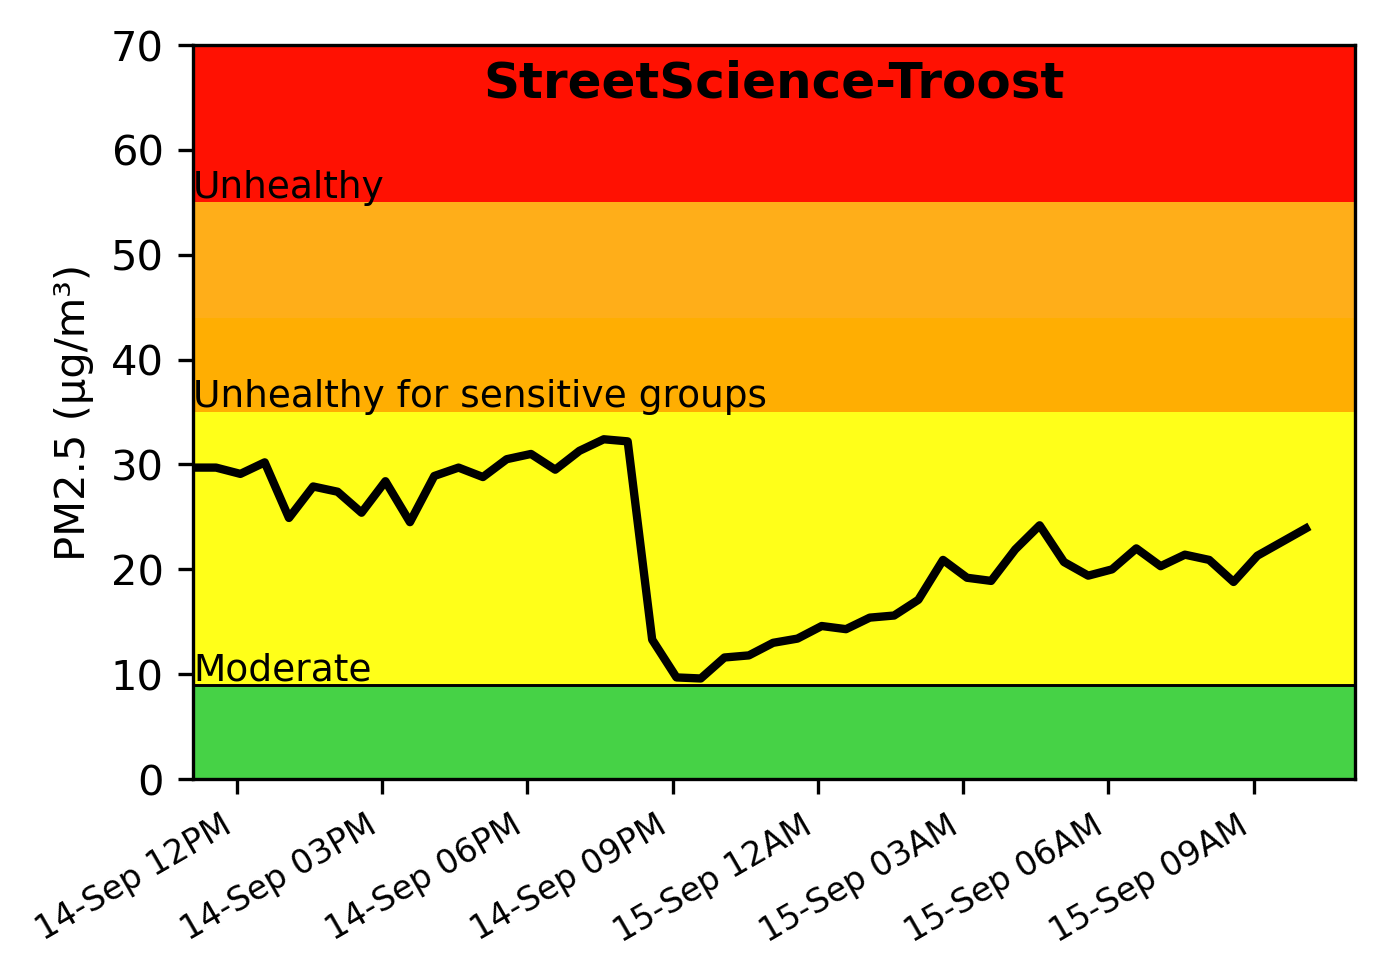 StreetScience-Troost
PM2.5 (µg/m³)
70
60
50
40
30
20
10
0
Unhealthy
Unhealthy for sensitive groups
Moderate
14-Sep 12PM
14-Sep 03PM
14-Sep 06PM
14-Sep 09PM
15-Sep 12AM
15-Sep 03AM
15-Sep 06AM
15-Sep 09AM